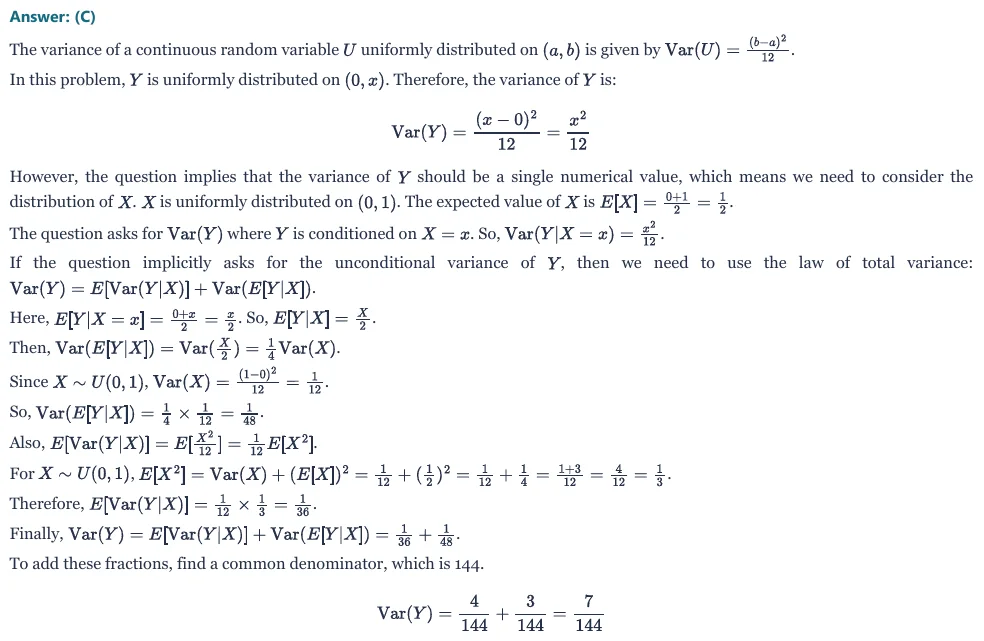 Answer: (C)
The variance of a continuous random variable U uniformly distributed on (a, b) is given by Var(U) = (b−a)²/12.
In this problem, Y is uniformly distributed on (0, x). Therefore, the variance of Y is:
Var(Y) = (x − 0)²/12 = x²/12
However, the question implies that the variance of Y should be a single numerical value, which means we need to consider the
distribution of X. X is uniformly distributed on (0, 1). The expected value of X is E[X] = 0+1/2 = 1/2.
The question asks for Var(Y) where Y is conditioned on X = x. So, Var(Y|X = x) = x²/12.
If the question implicitly asks for the unconditional variance of Y, then we need to use the law of total variance:
Var(Y) = E[Var(Y|X)] + Var(E[Y|X]).
Here, E[Y|X = x] = 0+x/2 = x/2. So, E[Y|X] = X/2.
Then, Var(E[Y|X]) = Var(X/2) = 1/4 Var(X).
Since X ∼ U(0, 1), Var(X) = (1−0)²/12 = 1/12.
So, Var(E[Y|X]) = 1/4 × 1/12 = 1/48.
Also, E[Var(Y|X)] = E[X²/12] = 1/12 E[X²].
For X ∼ U(0, 1), E[X²] = Var(X) + (E[X])² = 1/12 + (1/2)² = 1/12 + 1/4 = 1+3/12 = 4/12 = 1/3.
Therefore, E[Var(Y|X)] = 1/12 × 1/3 = 1/36.
Finally, Var(Y) = E[Var(Y|X)] + Var(E[Y|X]) = 1/36 + 1/48.
To add these fractions, find a common denominator, which is 144.
Var(Y) = 4/144 + 3/144 = 7/144